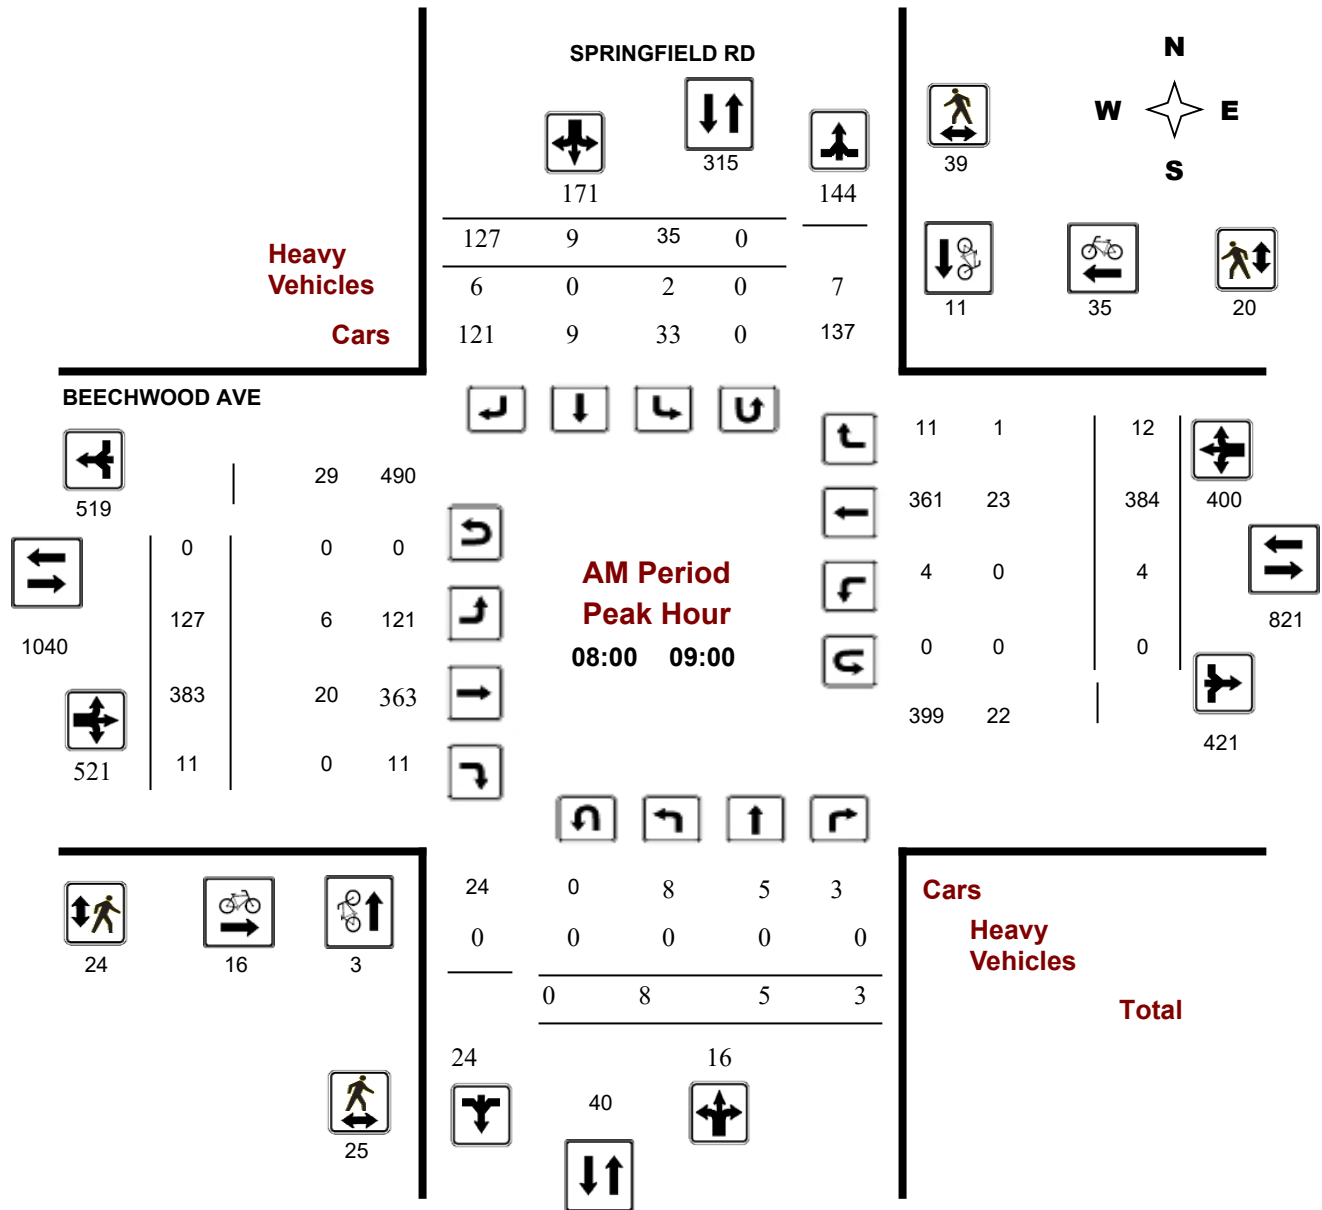 SPRINGFIELD RD
N
W E
S
315
39
171
144
127 9 35 0
Heavy
Vehicles
6 0 2 0 7
11 35 20
Cars
121 9 33 0 137
BEECHWOOD AVE
11 1 12
29 490
519
361 23 384 400
0 0 0
AM Period
4 0 4
127 6 121
Peak Hour
821
1040
08:00 09:00
0 0 0
383 20 363
399 22
421
521 11 0 11
24 0 8 5 3
Cars
0 0 0 0 0
Heavy
Vehicles
24 16 3
0 8 5 3
Total
24 16
40
25